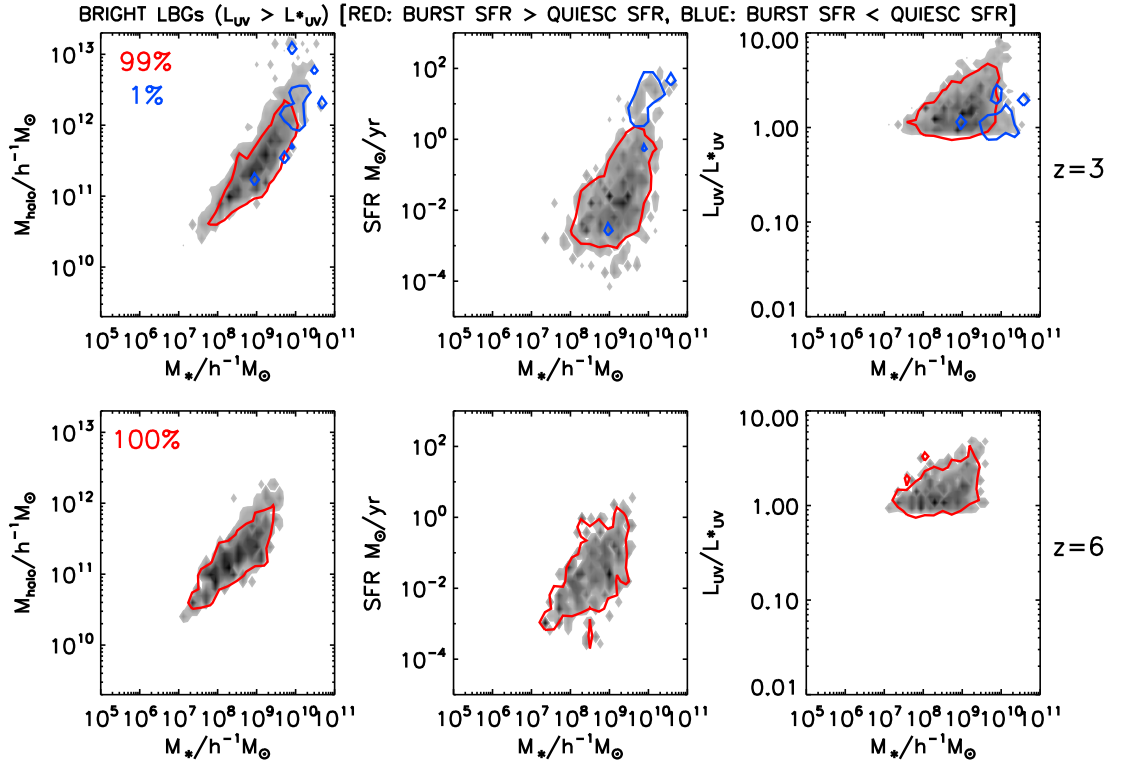 BRIGHT LBGs (L_UV > L*_UV) [RED: BURST SFR > QUIESC SFR, BLUE: BURST SFR < QUIESC SFR]
10^13
10^12
10^11
10^10
M_halo/h^-1M_⊙
99%
1%
10^5 10^6 10^7 10^8 10^9 10^10 10^11
M_*/h^-1M_⊙
10^2
10^0
10^-2
10^-4
SFR M_⊙/yr
10^5 10^6 10^7 10^8 10^9 10^10 10^11
M_*/h^-1M_⊙
10.00
1.00
0.10
0.01
L_UV/L*_UV
10^5 10^6 10^7 10^8 10^9 10^10 10^11
M_*/h^-1M_⊙
z=3
10^13
10^12
10^11
10^10
M_halo/h^-1M_⊙
100%
10^5 10^6 10^7 10^8 10^9 10^10 10^11
M_*/h^-1M_⊙
10^2
10^0
10^-2
10^-4
SFR M_⊙/yr
10^5 10^6 10^7 10^8 10^9 10^10 10^11
M_*/h^-1M_⊙
10.00
1.00
0.10
0.01
L_UV/L*_UV
10^5 10^6 10^7 10^8 10^9 10^10 10^11
M_*/h^-1M_⊙
z=6